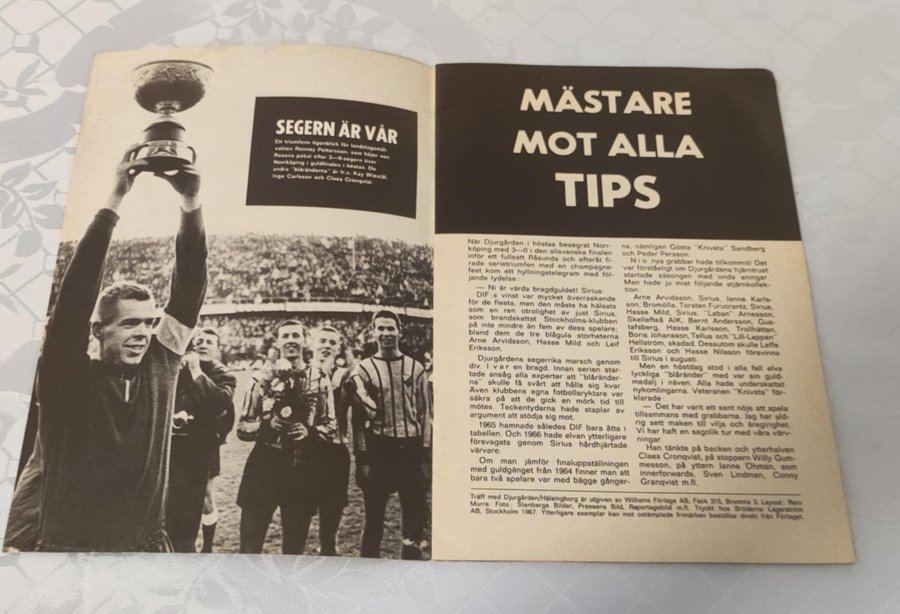 SEGERN ÄR VÅR
Ett triumfens ögonblick för landslagsmål-
vakten Ronney Pettersson, som höjer von
Rosens pokal efter 3—0-segern över
Norrköping i guldfinalen i höstas. De
andra "blåränderna" är fr.v. Kay Wiestål,
Inge Karlsson och Claes Cronqvist.
MÄSTARE
MOT ALLA
TIPS
När Djurgården i höstas besegrat Norr-
köping med 3—0 i den allsvenska finalen
inför ett fullsatt Råsunda och efteråt fi-
rade serietriumfen med en champagne-
fest kom ett hyllningstelegram med föl-
jande lydelse:
— Ni är värda bragdguldet! Sirius.
DIF:s vinst var mycket överraskande
för de flesta, men den måste ha hälsats
som en ren otrolighet av just Sirius,
som brandskattat Stockholms-klubben
på inte mindre än fem av dess spelare;
bland dem de tre blågula storheterna
Arne Arvidsson, Hasse Mild och Leif
Eriksson.
Djurgårdens segerrika marsch genom
div. I var en bragd. Innan serien star-
tade ansåg alla experter att "blåränder-
na" skulle få svårt att hålla sig kvar.
Även klubbens egna fotbollsryktare var
säkra på att de gick en mörk tid till
mötes. Teckentydarna hade staplar av
argument att stödja sig mot.
1965 hamnade således DIF bara åtta i
tabellen. Och 1966 hade elvan ytterligare
försvagats genom Sirius hårdhjärtade
värvare.
Om man jämför finaluppställningen
med guldgänget från 1964 finner man att
bara två spelare var med bägge gånger-
na, nämligen Gösta "Knivsta" Sandberg
och Peder Persson.
Nio nya grabbar hade tillkommit! Det
var förståeligt om Djurgårdens hjärntrust
startade säsongen med onda aningar.
Man hade ju mist följande stjärnkollek-
tion:
Arne Arvidsson, Sirius, Janne Karls-
son, Bromölla, Torsten Furucrantz, Sirius,
Hasse Mild, Sirius, "Laban" Arnesson,
Skellefteå AIK, Bernt Andersson, Gus-
tafsberg, Hasse Karlsson, Trollhättan,
Boris Johansson, Tellus och "Lill-Lappen"
Hellström, skadad. Dessutom skulle Leffe
Eriksson och Hasse Nilsson försvinna
till Sirius i augusti.
Men en höstdag stod i alla fall elva
lyckliga "blåränder" med var sin guld-
medalj i näven. Alla hade underskattat
nykomlingarna. Veteranen "Knivsta" för-
klarade:
— Det har varit ett sant nöje att spela
tillsammans med grabbarna. Jag har ald-
rig sett maken till vilja och äregirighet.
Vi har haft en sagolik tur med våra värv-
ningar.
Han tänkte på backen och ytterhalven
Claes Cronqvist, på stoppern Willy Gum-
messon, på yttern Janne Öhman, som
innerforwards, Sven Lindman, Conny
Granqvist m.fl.
Träff med Djurgården/Hälsingborg är utgiven av Williams Förlags AB, Fack 315, Bromma 3. Layout: Rein
Murre. Foto: Stenbergs Bilder, Pressens Bild, Reportagebild m.fl. Tryckt hos Bröderna Lagerström
AB, Stockholm 1967. Ytterligare exemplar kan mot ostämplade frimärken beställas direkt från Förlaget.